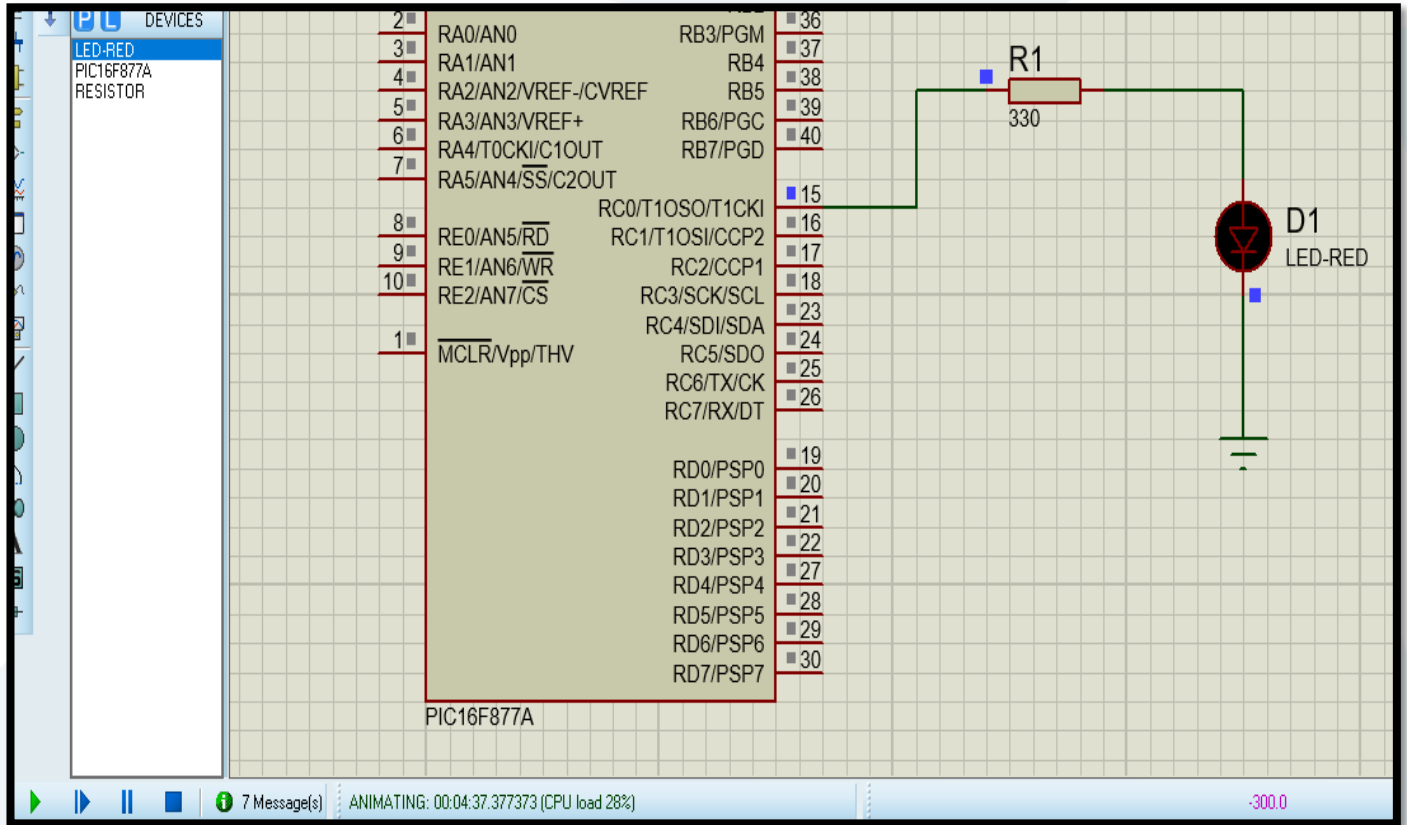 P L DEVICES
LED-RED
PIC16F877A
RESISTOR
2
3
4
5
6
7
8
9
10
1
RA0/AN0
RA1/AN1
RA2/AN2/VREF-/CVREF
RA3/AN3/VREF+
RA4/T0CKI/C1OUT
RA5/AN4/SS/C2OUT
RE0/AN5/RD
RE1/AN6/WR
RE2/AN7/CS
MCLR/Vpp/THV
RB3/PGM
RB4
RB5
RB6/PGC
RB7/PGD
RC0/T1OSO/T1CKI
RC1/T1OSI/CCP2
RC2/CCP1
RC3/SCK/SCL
RC4/SDI/SDA
RC5/SDO
RC6/TX/CK
RC7/RX/DT
RD0/PSP0
RD1/PSP1
RD2/PSP2
RD3/PSP3
RD4/PSP4
RD5/PSP5
RD6/PSP6
RD7/PSP7
36
37
38
39
40
15
16
17
18
23
24
25
26
19
20
21
22
27
28
29
30
PIC16F877A
R1
330
D1
LED-RED
7 Message(s)
ANIMATING: 00:04:37.377373 (CPU load 28%)
-300.0